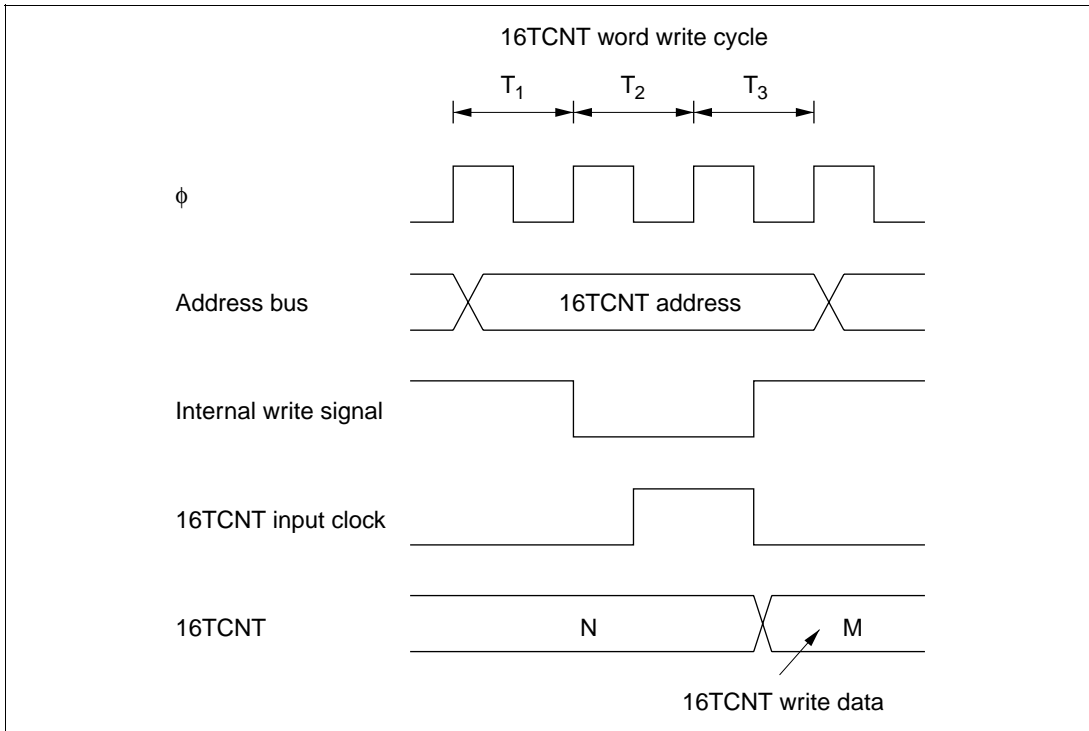 16TCNT word write cycle
T1 T2 T3
φ
Address bus 16TCNT address
Internal write signal
16TCNT input clock
16TCNT N M
16TCNT write data